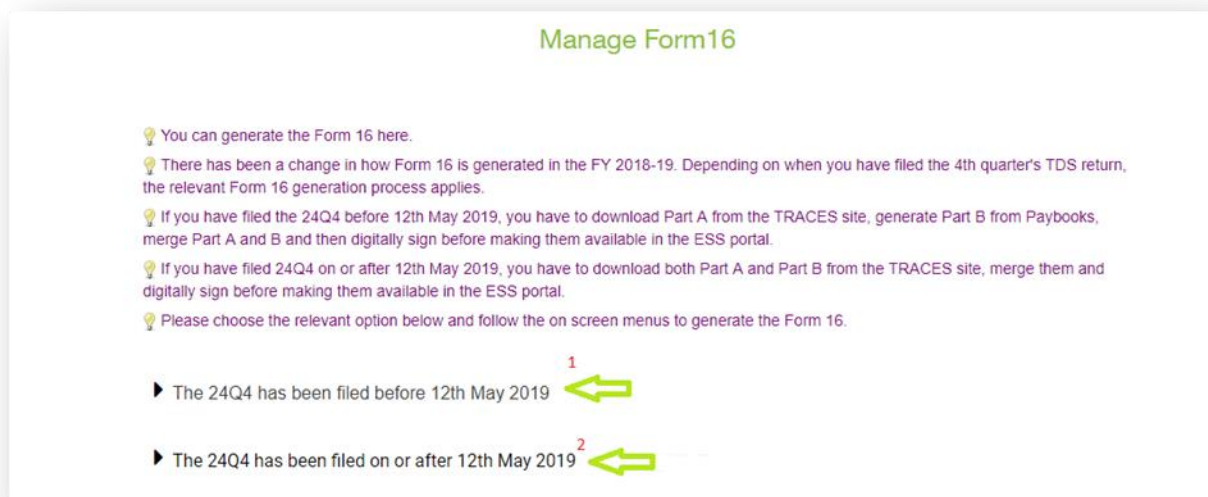 Manage Form16
You can generate the Form 16 here.
There has been a change in how Form 16 is generated in the FY 2018-19. Depending on when you have filed the 4th quarter's TDS return,
the relevant Form 16 generation process applies.
If you have filed the 24Q4 before 12th May 2019, you have to download Part A from the TRACES site, generate Part B from Paybooks,
merge Part A and B and then digitally sign before making them available in the ESS portal.
If you have filed 24Q4 on or after 12th May 2019, you have to download both Part A and Part B from the TRACES site, merge them and
digitally sign before making them available in the ESS portal.
Please choose the relevant option below and follow the on screen menus to generate the Form 16.
1
The 24Q4 has been filed before 12th May 2019
2
The 24Q4 has been filed on or after 12th May 2019